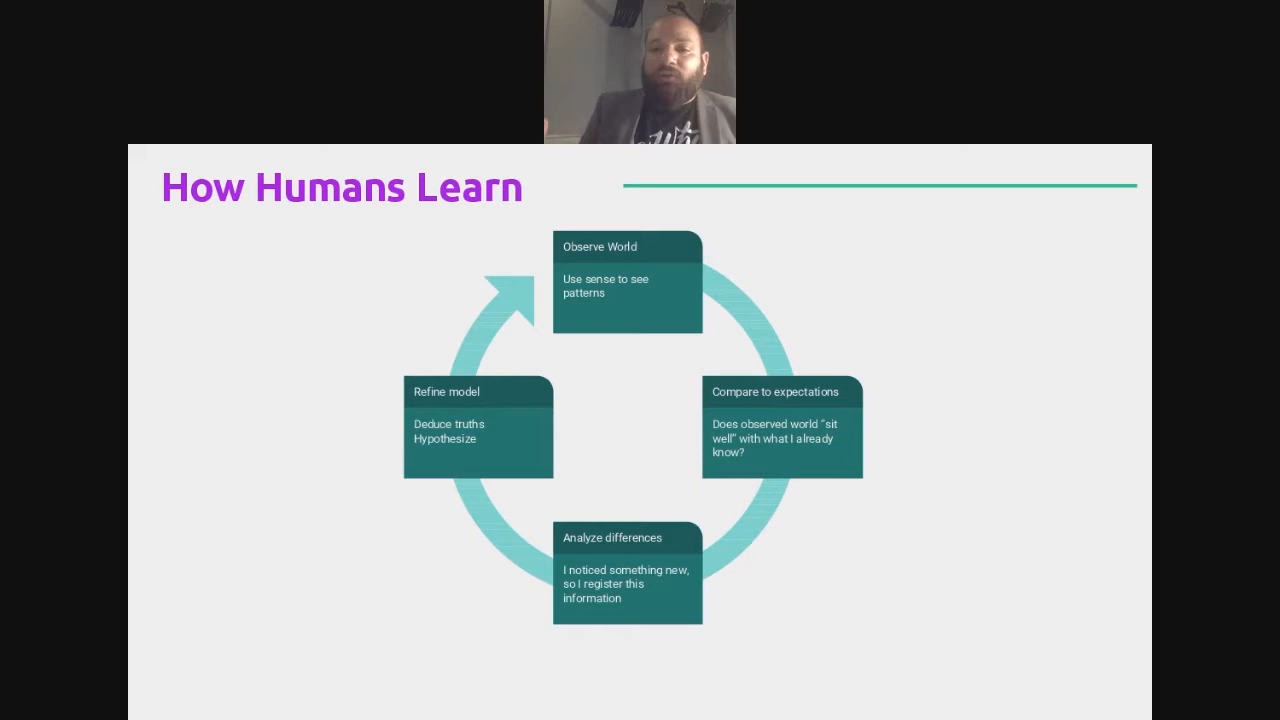 How Humans Learn
Observe World
Use sense to see
patterns
Compare to expectations
Does observed world “sit
well” with what I already
know?
Analyze differences
I noticed something new,
so I register this
information
Refine model
Deduce truths
Hypothesize